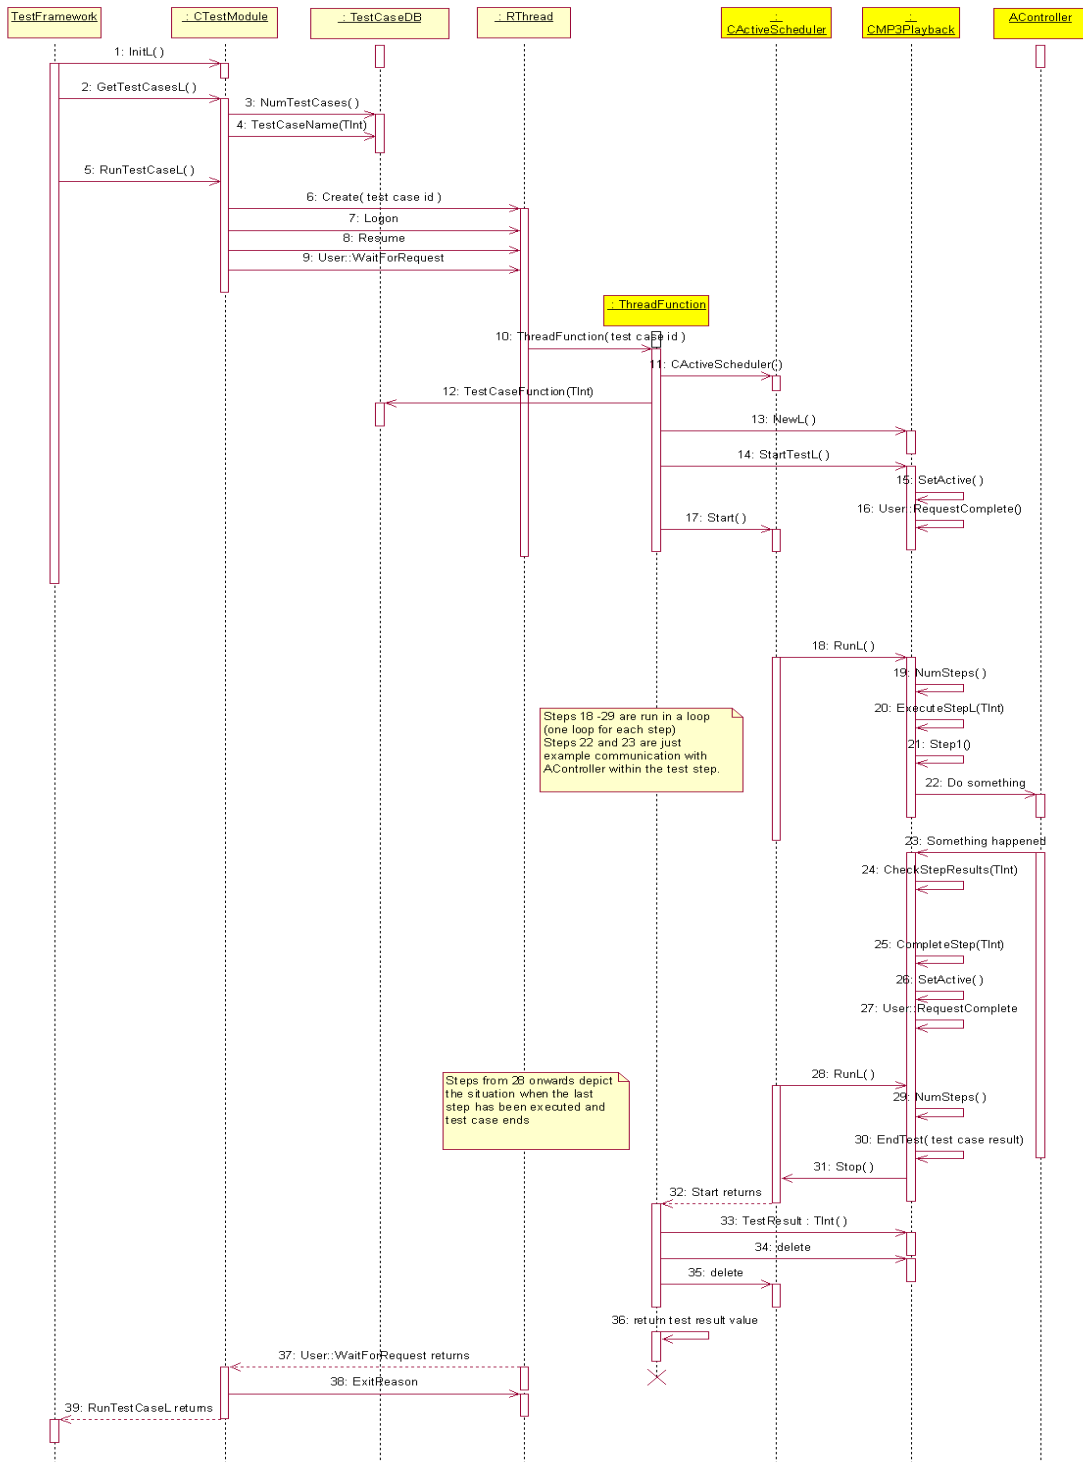 TestFramework
: CTestModule
: TestCaseDB
: RThread
:
CActiveScheduler
:
CMP3Playback
AController
1: InitL( )
2: GetTestCasesL( )
3: NumTestCases( )
4: TestCaseName(TInt)
5: RunTestCaseL( )
6: Create( test case id )
7: Logon
8: Resume
9: User::WaitForRequest
: ThreadFunction
10: ThreadFunction( test case id )
11: CActiveScheduler( )
12: TestCaseFunction(TInt)
13: NewL( )
14: StartTestL( )
15: SetActive( )
16: User::RequestComplete()
17: Start( )
18: RunL( )
19: NumSteps( )
20: ExecuteStepL(TInt)
21: Step1()
22: Do something
Steps 18 -29 are run in a loop
(one loop for each step)
Steps 22 and 23 are just
example communication with
AController within the test step.
23: Something happened
24: CheckStepResults(TInt)
25: CompleteStep(TInt)
26: SetActive( )
27: User::RequestComplete
Steps from 28 onwards depict
the situation when the last
step has been executed and
test case ends
28: RunL( )
29: NumSteps( )
30: EndTest( test case result)
31: Stop( )
32: Start returns
33: TestResult : TInt( )
34: delete
35: delete
36: return test result value
37: User::WaitForRequest returns
38: ExitReason
39: RunTestCaseL returns